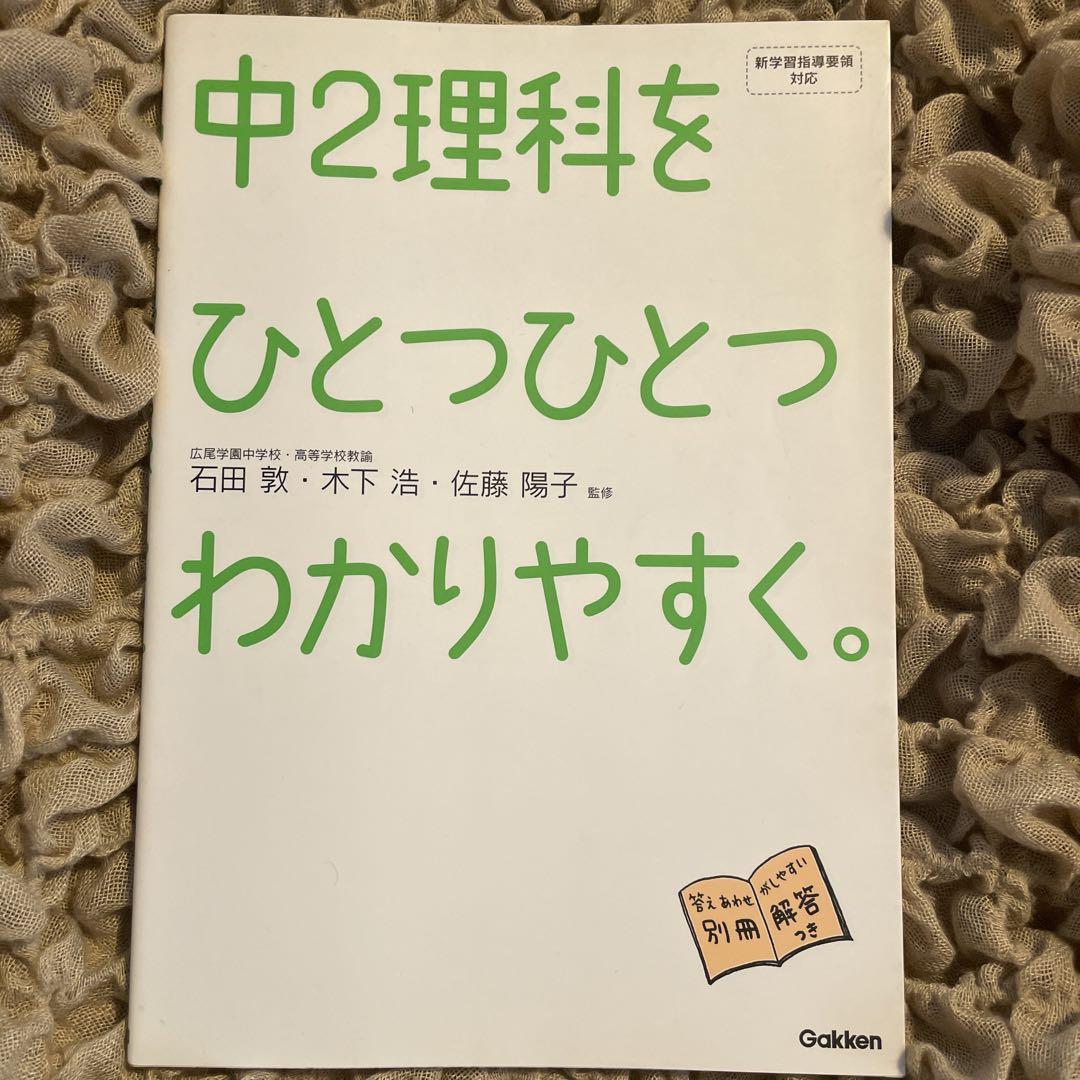 新学習指導要領
対応
中2理科を
ひとつひとつ
広尾学園中学校・高等学校教諭
石田 敦・木下 浩・佐藤 陽子 監修
わかりやすく。
答えあわせ
がしやすい
別冊
解答
つき
Gakken